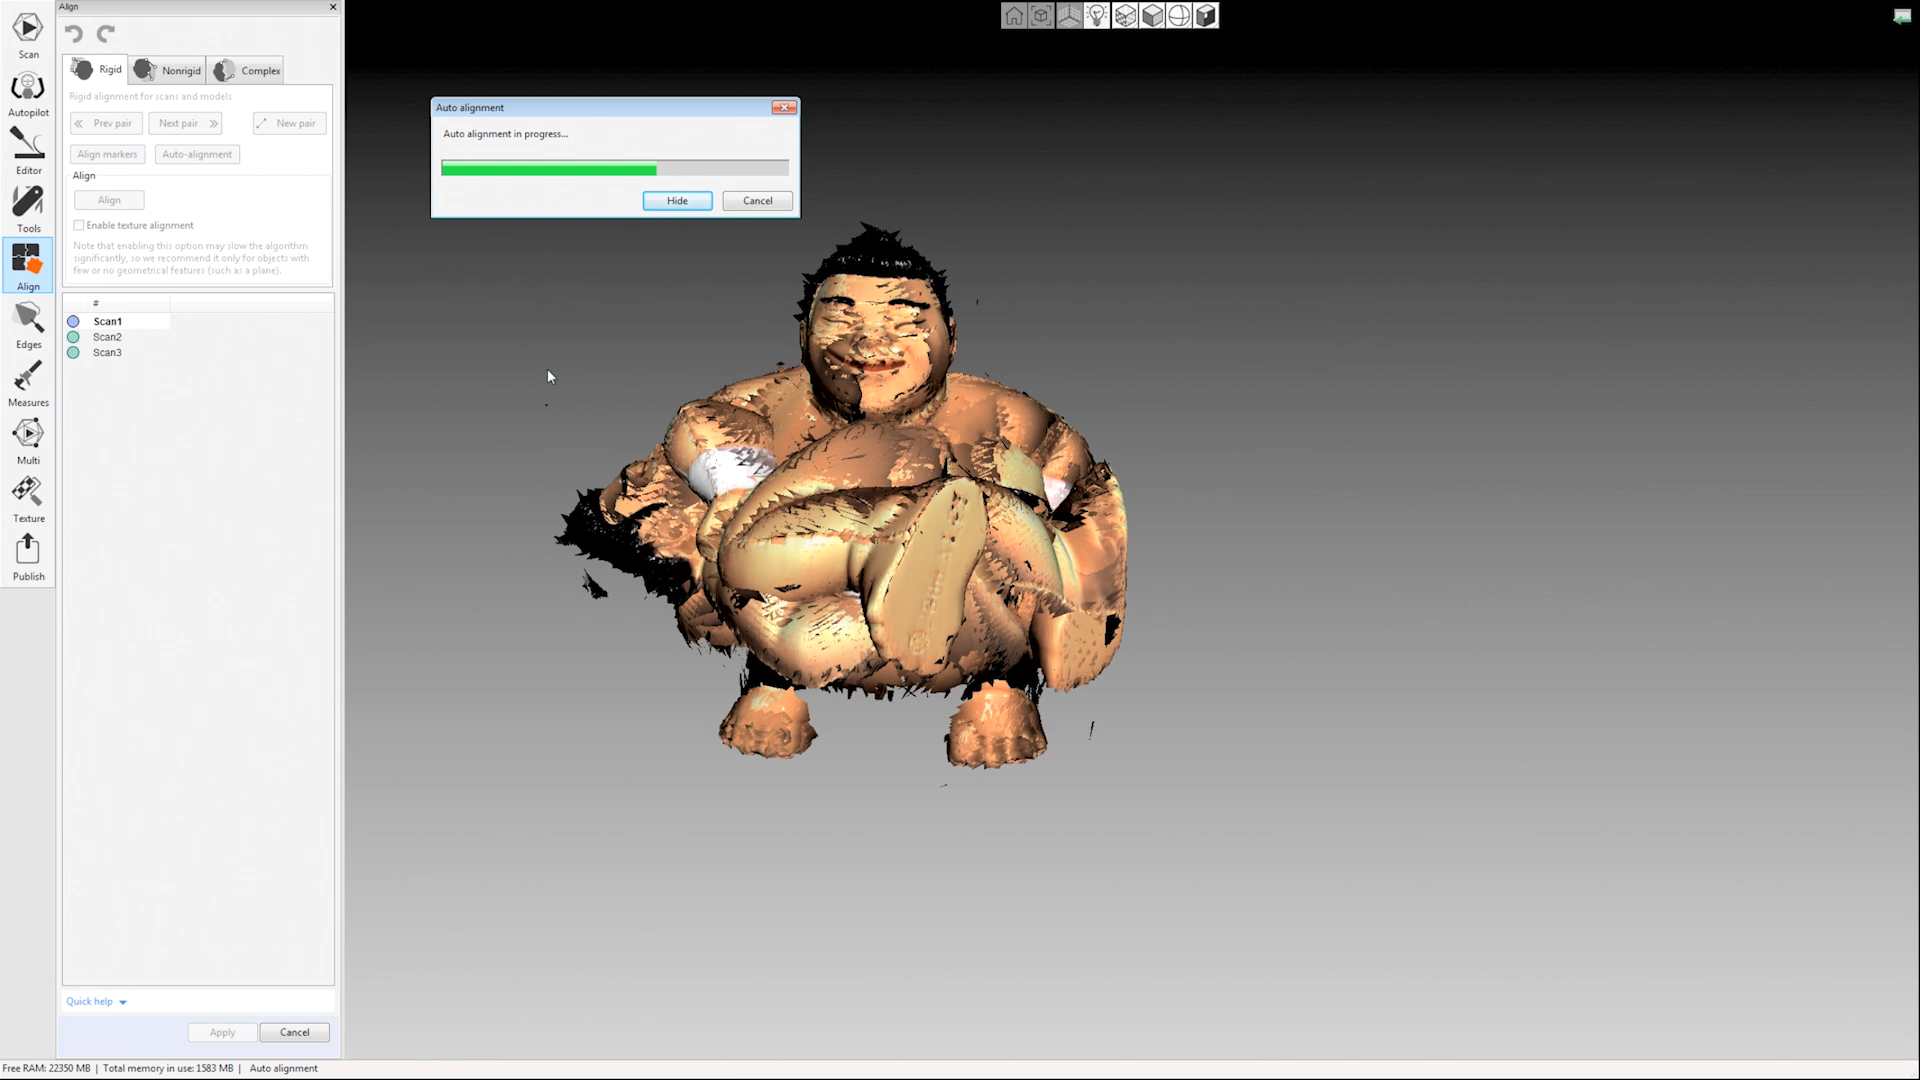 Align
Scan
Autopilot
Editor
Tools
Align
Edges
Measures
Multi
Texture
Publish
Rigid
Nonrigid
Complex
Rigid alignment for scans and models
Prev pair
Next pair
New pair
Align markers
Auto-alignment
Align
Align
Enable texture alignment
Note that enabling this option may slow the algorithm
significantly, so we recommend it only for objects with
few or no geometrical features (such as a plane).
#
Scan1
Scan2
Scan3
Quick help
Apply
Cancel
Auto alignment
Auto alignment in progress...
Hide
Cancel
Free RAM: 22350 MB | Total memory in use: 1583 MB | Auto alignment